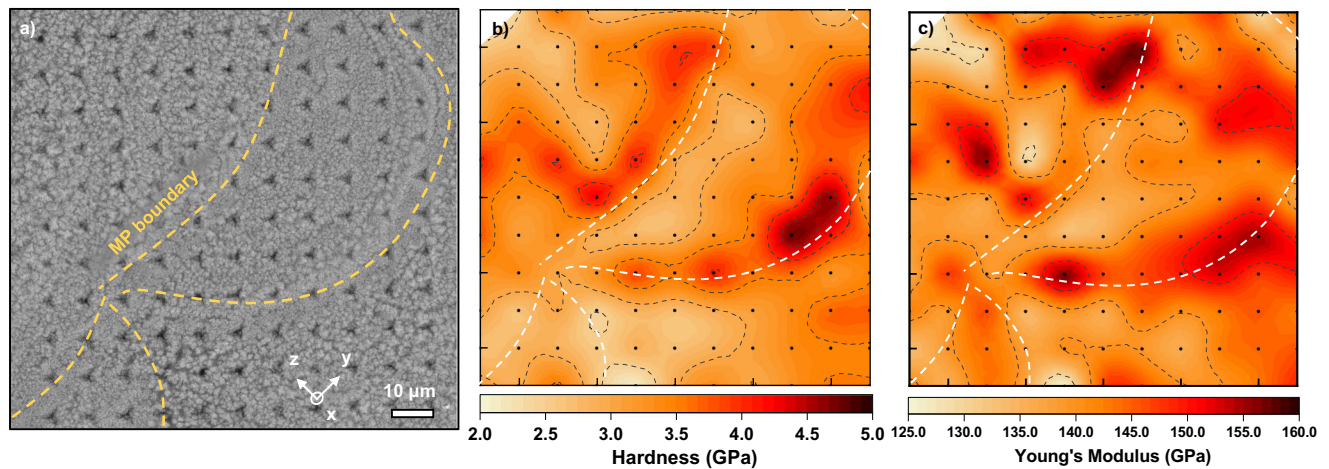 a)
MP boundary
z
y
x
10 µm
b)
2.0 2.5 3.0 3.5 4.0 4.5 5.0
Hardness (GPa)
c)
125.0 130.0 135.0 140.0 145.0 150.0 155.0 160.0
Young's Modulus (GPa)